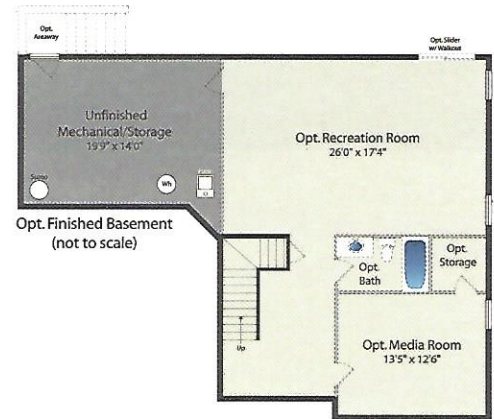 Opt.
Areaway
Opt. Slider
w/ Walkout
Unfinished
Mechanical/Storage
19'9" x 14'0"
Opt. Recreation Room
26'0" x 17'4"
Sump
Wh
Opt. Finished Basement
(not to scale)
Opt.
Bath
Opt.
Storage
Up
Opt. Media Room
13'5" x 12'6"